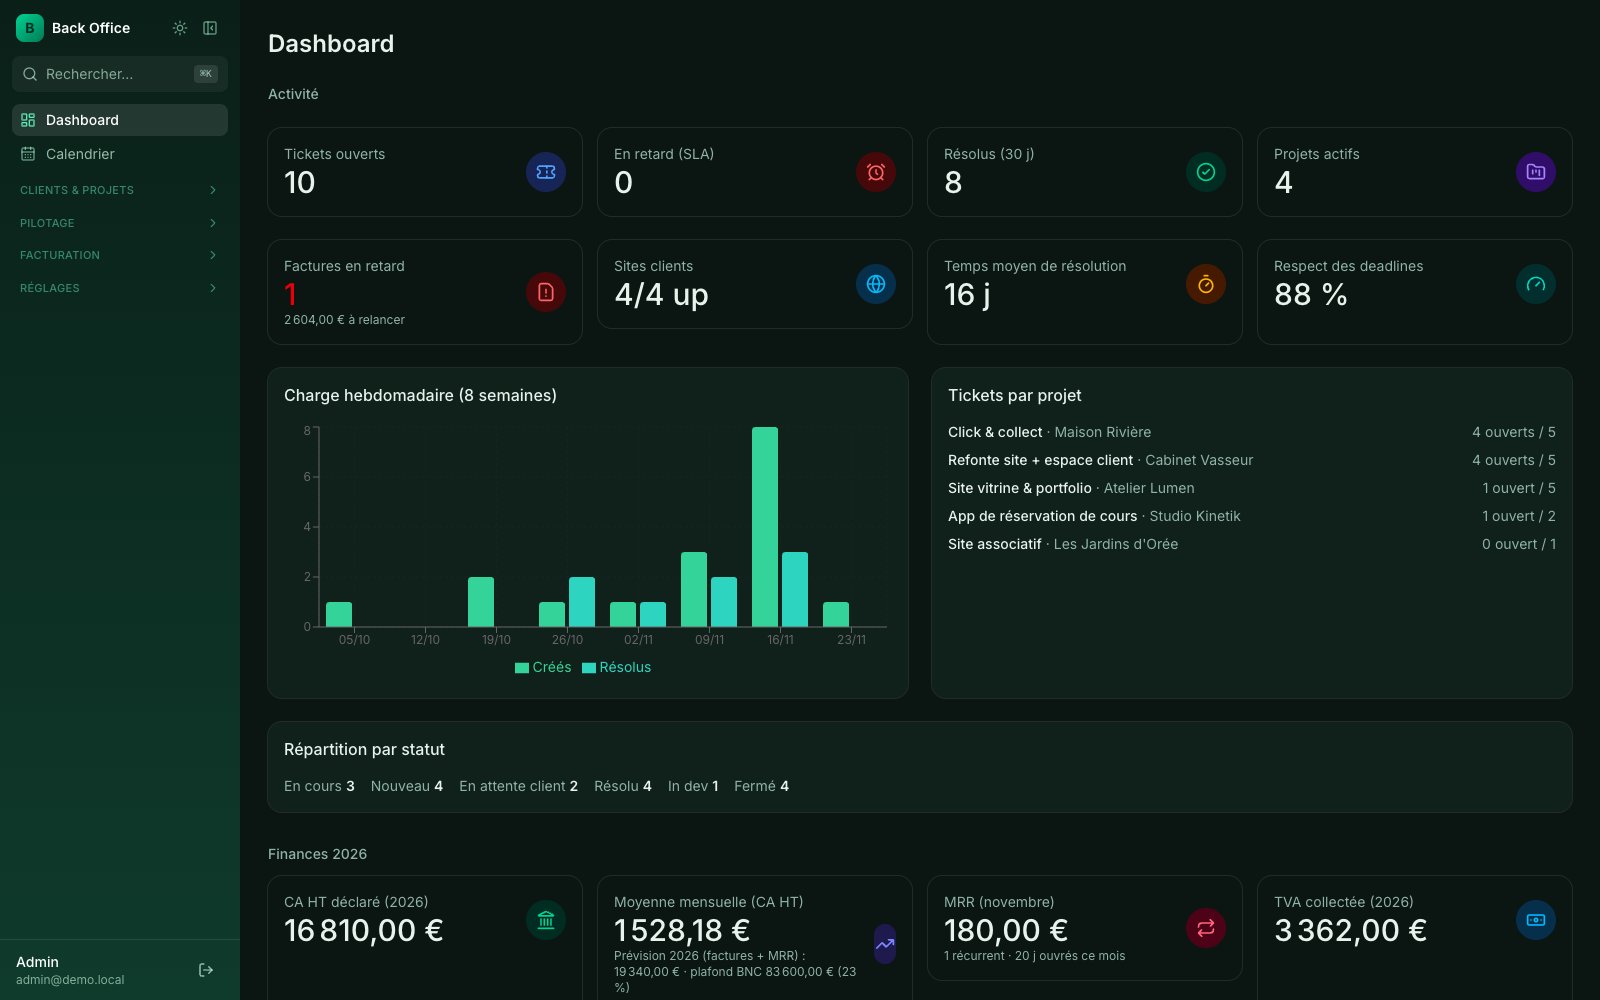 B Back Office
Rechercher... ⌘K
Dashboard
Calendrier
CLIENTS & PROJETS
PILOTAGE
FACTURATION
RÉGLAGES
Admin
admin@demo.local
Dashboard
Activité
Tickets ouverts
10
En retard (SLA)
0
Résolus (30 j)
8
Projets actifs
4
Factures en retard
1
2 604,00 € à relancer
Sites clients
4/4 up
Temps moyen de résolution
16 j
Respect des deadlines
88 %
Charge hebdomadaire (8 semaines)
8
6
4
2
0
05/10 12/10 19/10 26/10 02/11 09/11 16/11 23/11
Créés Résolus
Tickets par projet
Click & collect · Maison Rivière 4 ouverts / 5
Refonte site + espace client · Cabinet Vasseur 4 ouverts / 5
Site vitrine & portfolio · Atelier Lumen 1 ouvert / 5
App de réservation de cours · Studio Kinetik 1 ouvert / 2
Site associatif · Les Jardins d'Orée 0 ouvert / 1
Répartition par statut
En cours 3 Nouveau 4 En attente client 2 Résolu 4 In dev 1 Fermé 4
Finances 2026
CA HT déclaré (2026)
16 810,00 €
Moyenne mensuelle (CA HT)
1 528,18 €
Prévision 2026 (factures + MRR) :
19 340,00 € · plafond BNC 83 600,00 € (23
%)
MRR (novembre)
180,00 €
1 récurrent · 20 j ouvrés ce mois
TVA collectée (2026)
3 362,00 €